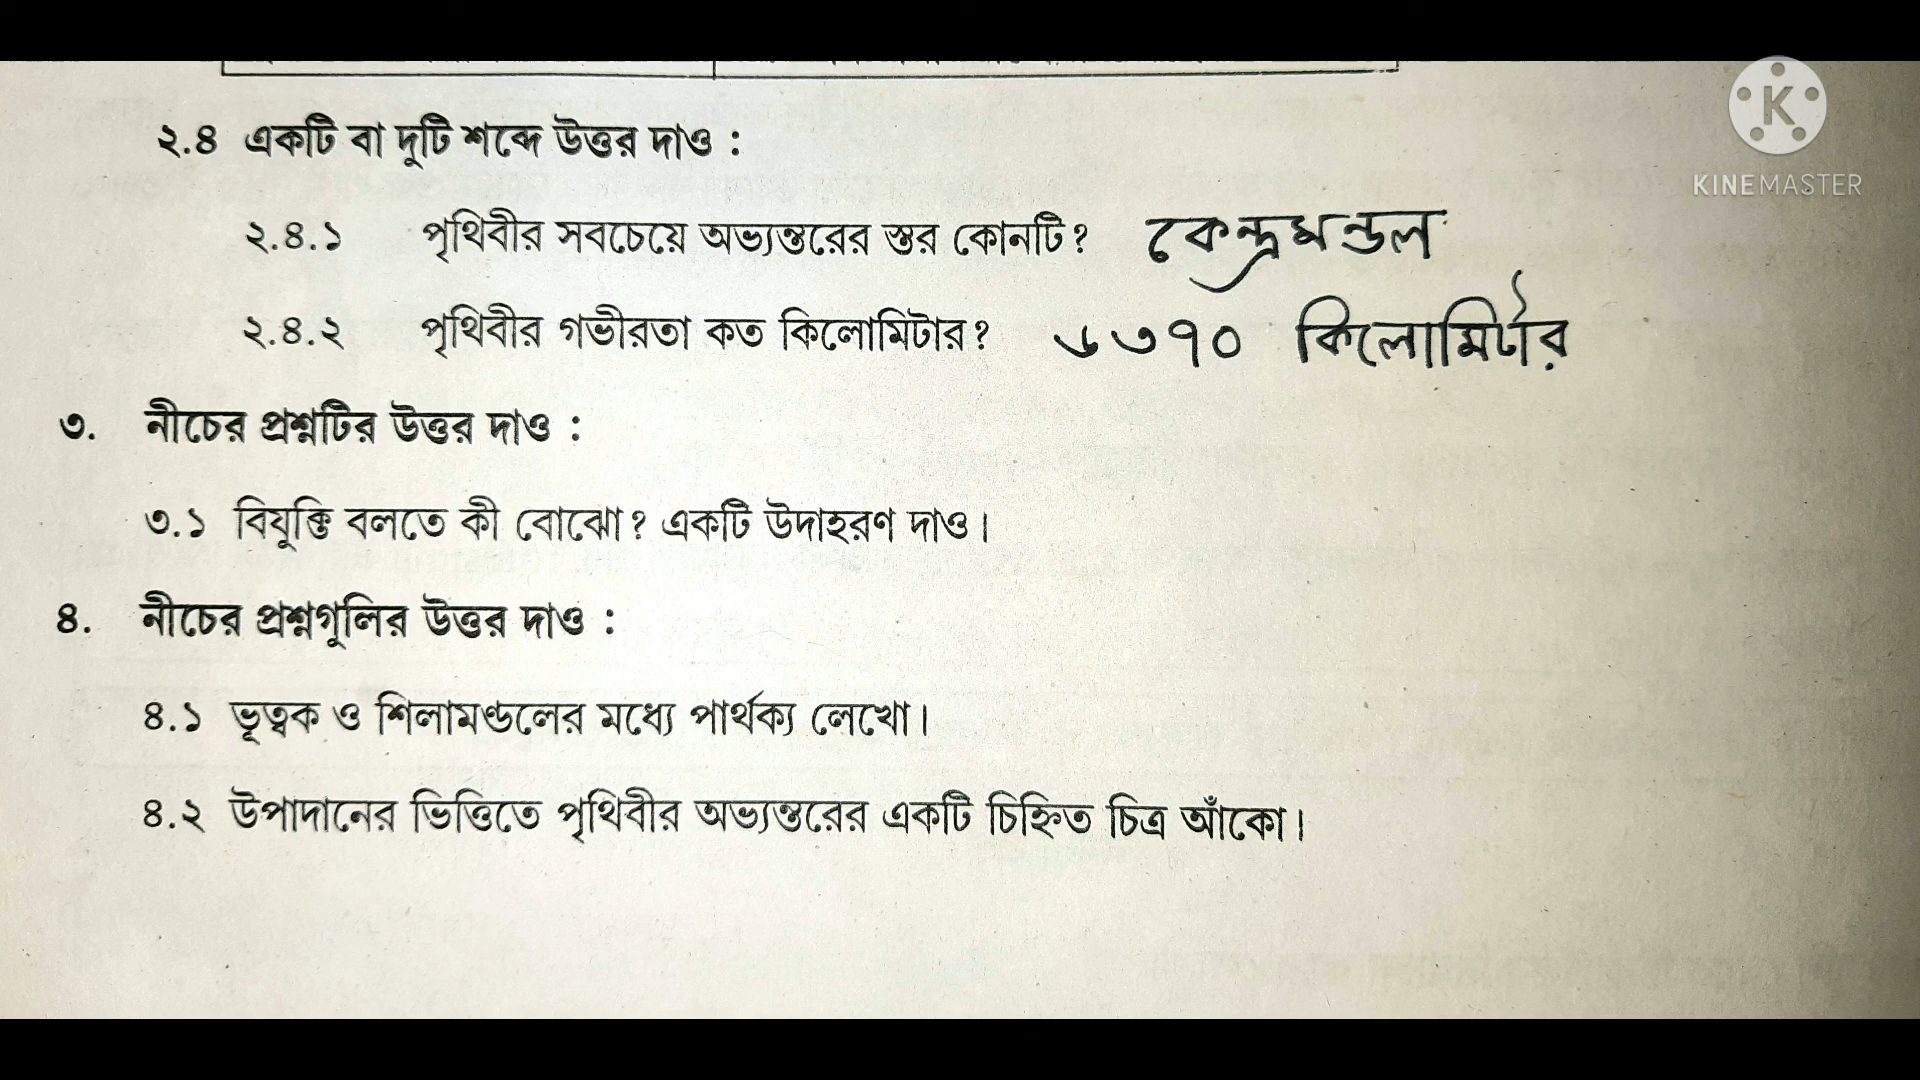 ২.৪ একটি বা দুটি শব্দে উত্তর দাও :
KINEMASTER
২.৪.১ পৃথিবীর সবচেয়ে অভ্যন্তরের স্তর কোনটি? কেন্দ্রমন্ডল
২.৪.২ পৃথিবীর গভীরতা কত কিলোমিটার? ৬৩৭০ কিলোমিটার
৩. নীচের প্রশ্নটির উত্তর দাও :
৩.১ বিযুক্তি বলতে কী বোঝো? একটি উদাহরণ দাও।
৪. নীচের প্রশ্নগুলির উত্তর দাও :
৪.১ ভূত্বক ও শিলামণ্ডলের মধ্যে পার্থক্য লেখো।
৪.২ উপাদানের ভিত্তিতে পৃথিবীর অভ্যন্তরের একটি চিহ্নিত চিত্র আঁকো।